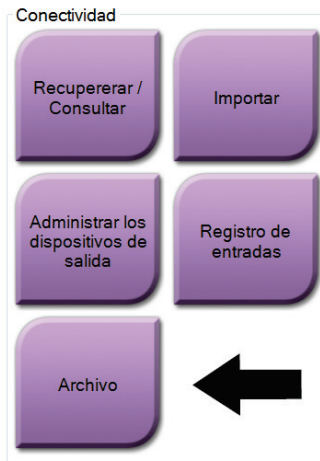 Conectividad
Recupererar /
Consultar
Importar
Administrar los
dispositivos de
salida
Registro de
entradas
Archivo